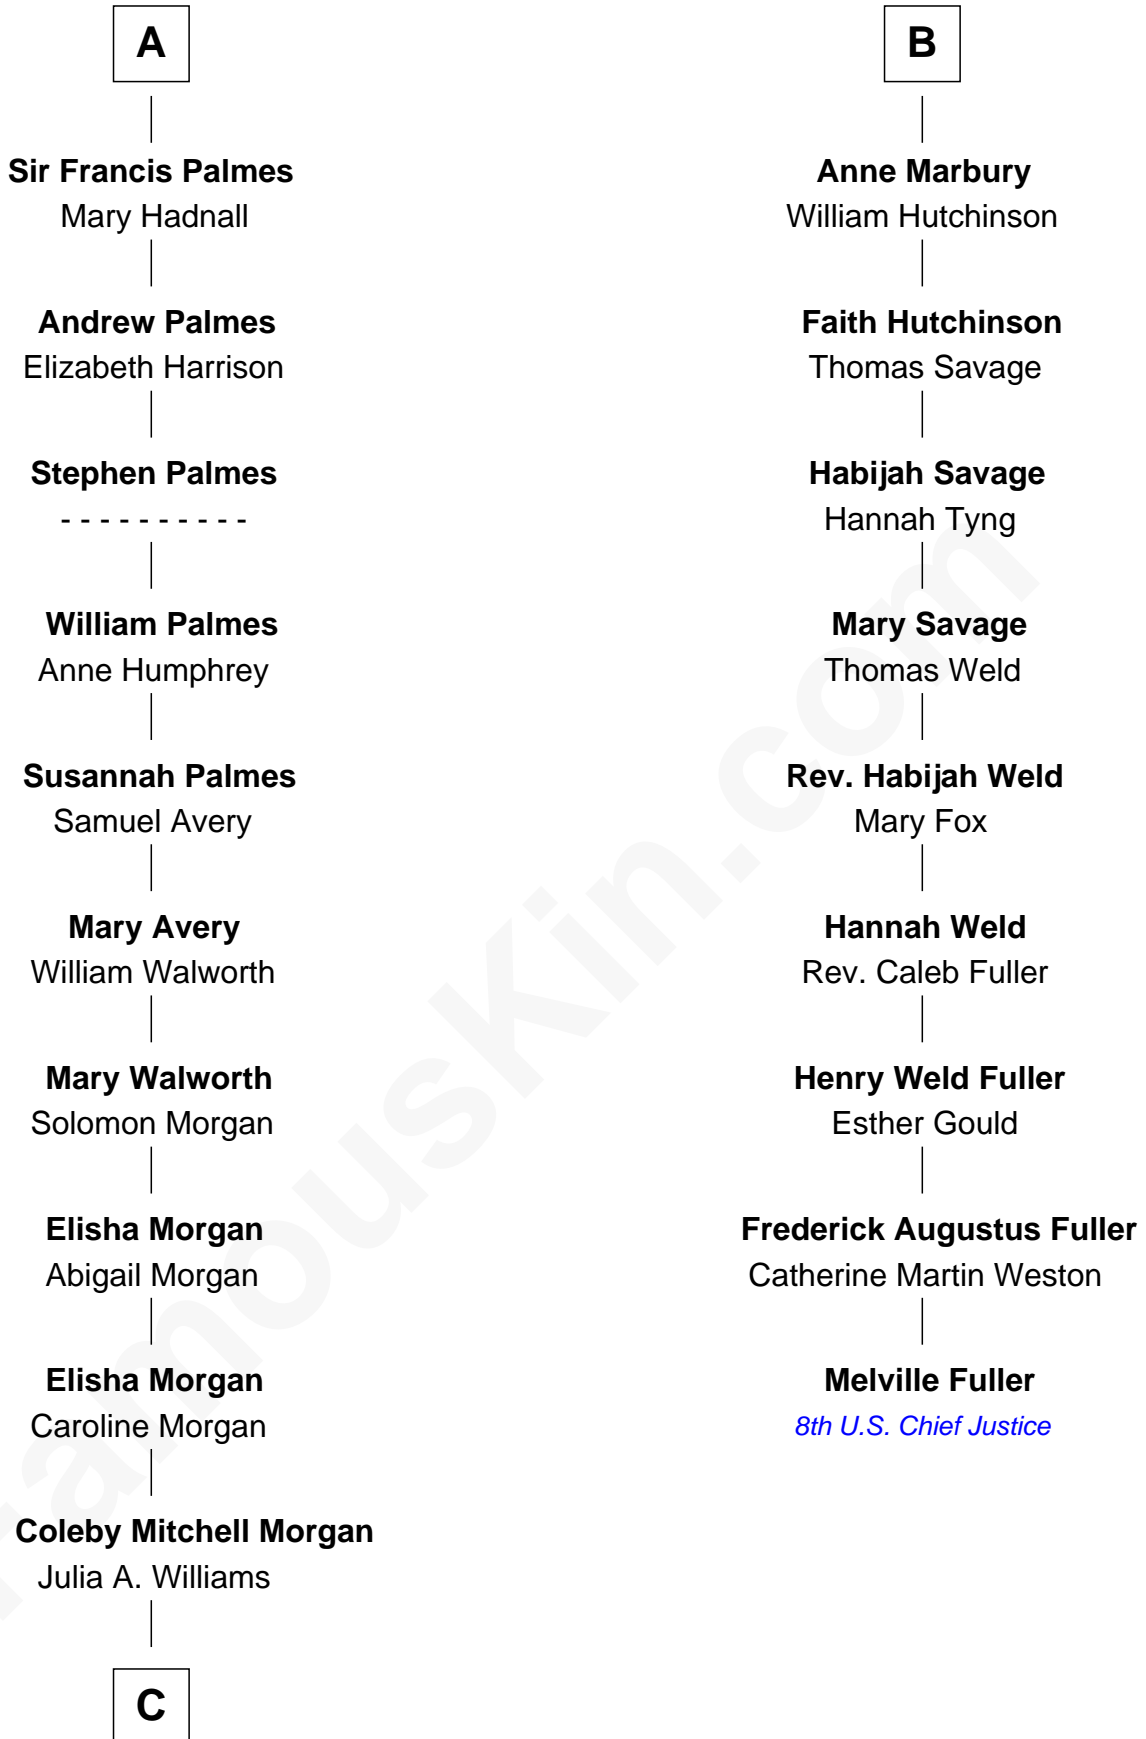 A
Sir Francis Palmes
Mary Hadnall
Andrew Palmes
Elizabeth Harrison
Stephen Palmes
- - - - - - - - - -
William Palmes
Anne Humphrey
Susannah Palmes
Samuel Avery
Mary Avery
William Walworth
Mary Walworth
Solomon Morgan
Elisha Morgan
Abigail Morgan
Elisha Morgan
Caroline Morgan
Coleby Mitchell Morgan
Julia A. Williams
C
B
Anne Marbury
William Hutchinson
Faith Hutchinson
Thomas Savage
Habijah Savage
Hannah Tyng
Mary Savage
Thomas Weld
Rev. Habijah Weld
Mary Fox
Hannah Weld
Rev. Caleb Fuller
Henry Weld Fuller
Esther Gould
Frederick Augustus Fuller
Catherine Martin Weston
Melville Fuller
8th U.S. Chief Justice
FamousKin.com